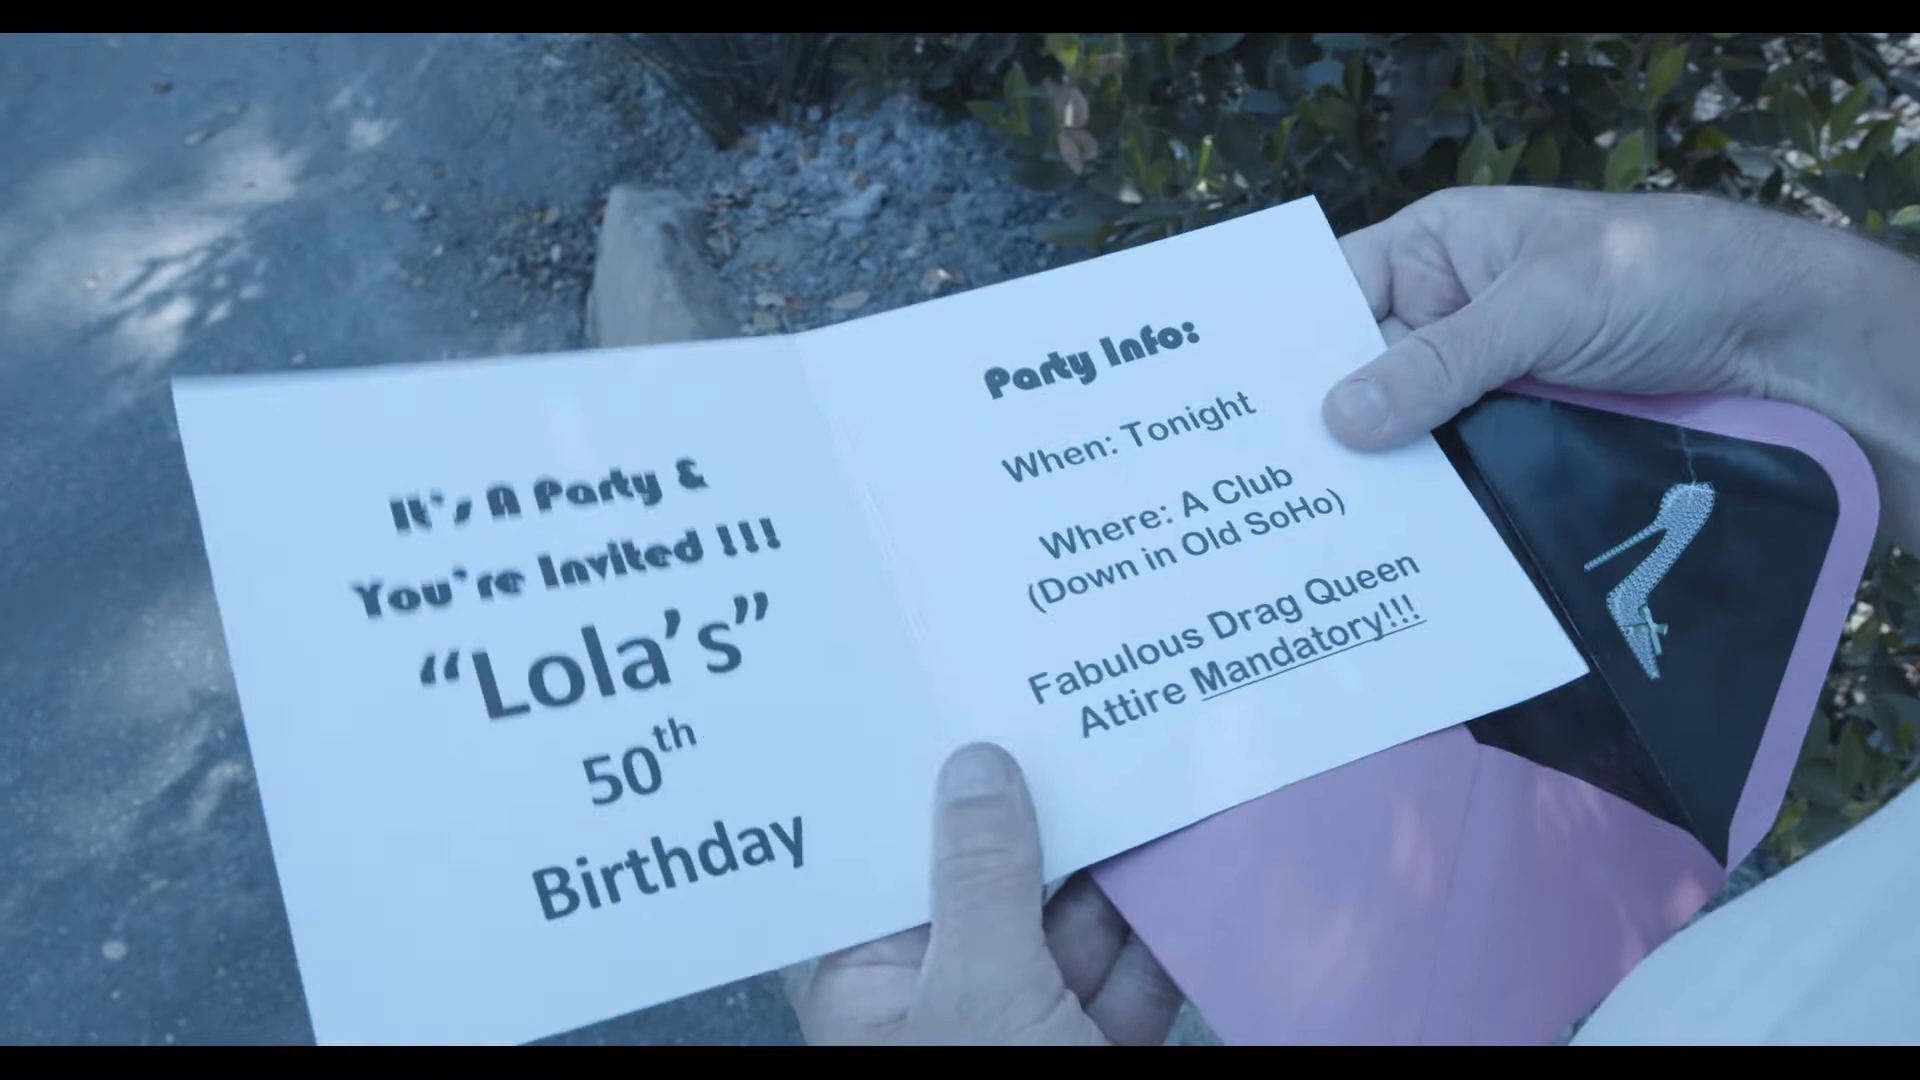 It's A Party &
You're Invited !!!
“Lola's”
50th
Birthday
Party Info:
When: Tonight
Where: A Club
(Down in Old SoHo)
Fabulous Drag Queen
Attire Mandatory!!!